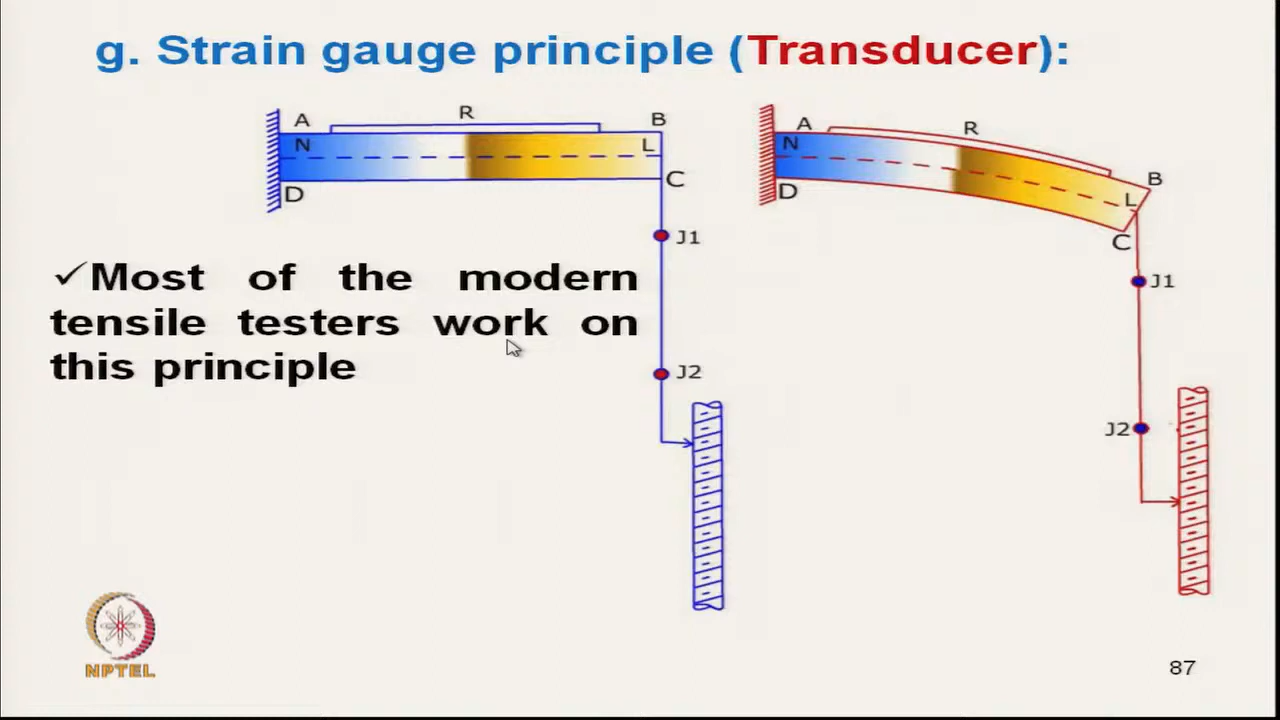 g. Strain gauge principle (Transducer):
A R B
N L
D C
J1
J2
A R B
N L
D C
J1
J2
✓Most of the modern
tensile testers work on
this principle
NPTEL
87